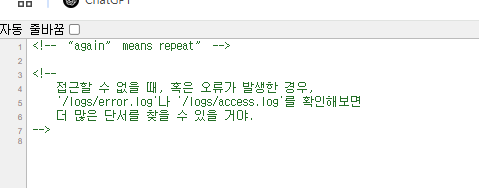 ChatGPT
자동 줄바꿈
1 <!-- “again” means repeat” -->
2
3 <!--
4 접근할 수 없을 때, 혹은 오류가 발생한 경우,
5 '/logs/error.log'나 '/logs/access.log'를 확인해보면
6 더 많은 단서를 찾을 수 있을 거야.
7 -->
8